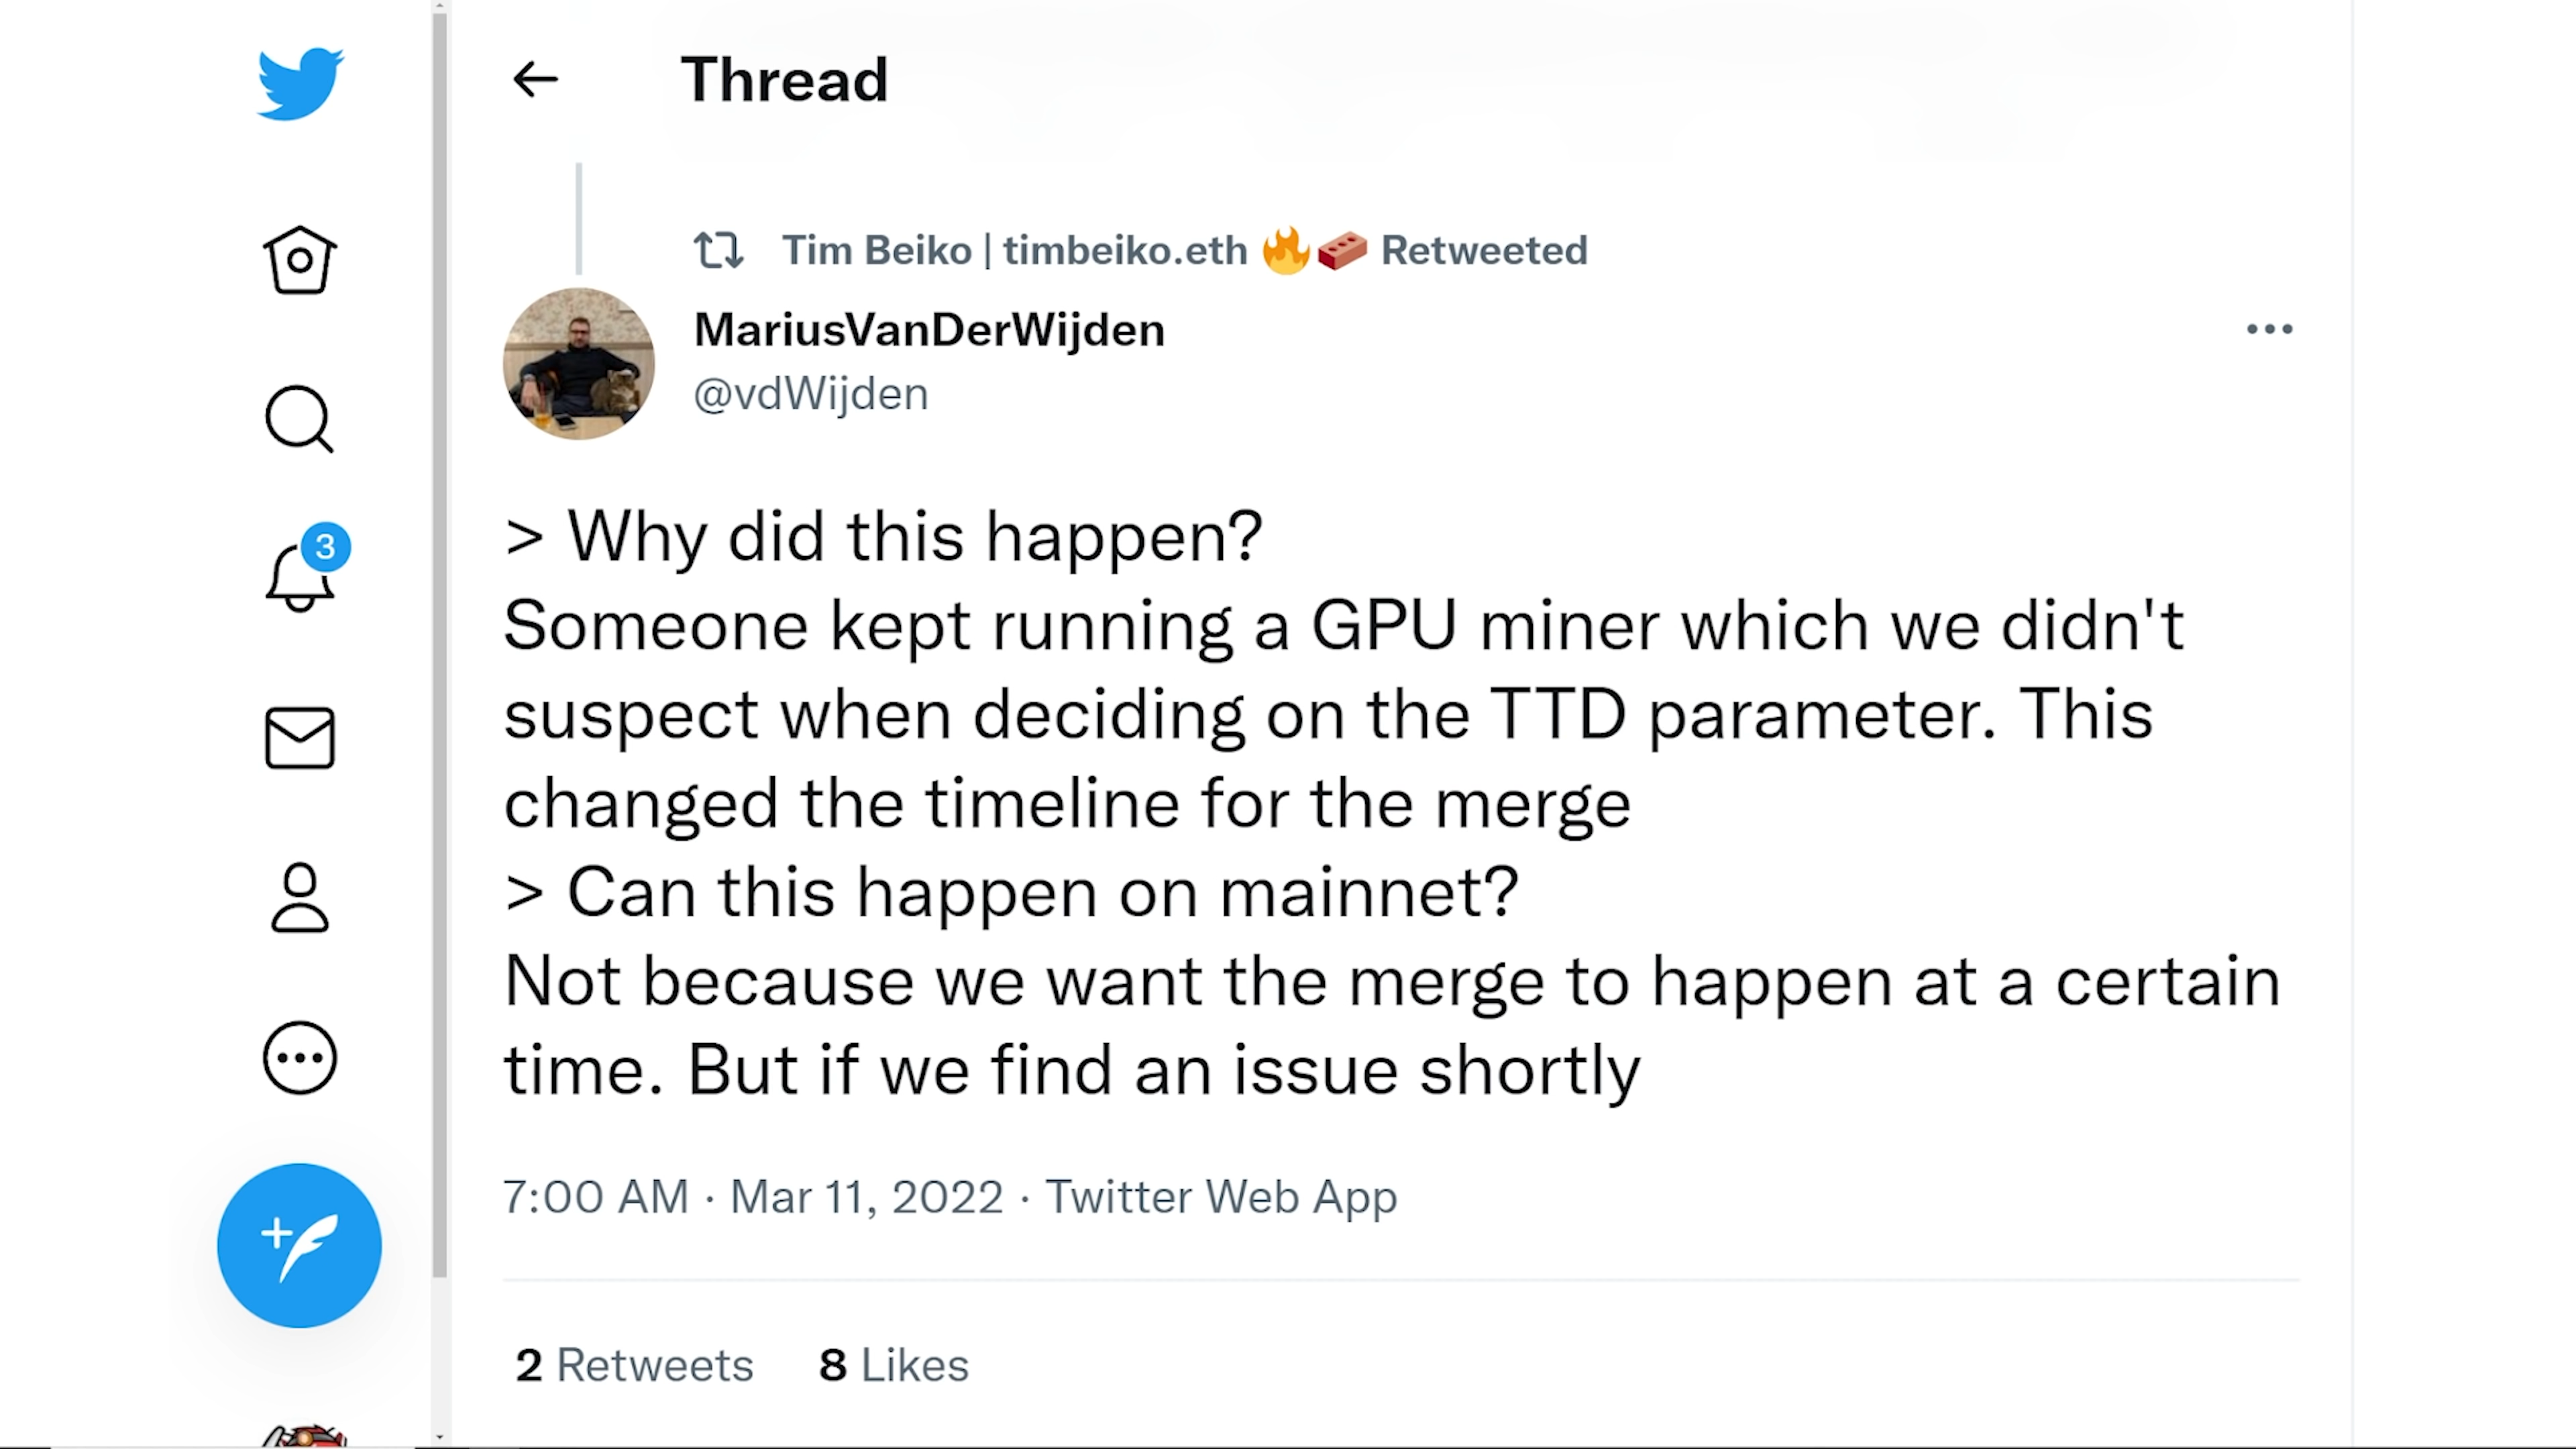 Thread
Tim Beiko | timbeiko.eth 🔥🧱 Retweeted
MariusVanDerWijden
@vdWijden
3
> Why did this happen?
Someone kept running a GPU miner which we didn't
suspect when deciding on the TTD parameter. This
changed the timeline for the merge
> Can this happen on mainnet?
Not because we want the merge to happen at a certain
time. But if we find an issue shortly
7:00 AM · Mar 11, 2022 · Twitter Web App
2 Retweets 8 Likes